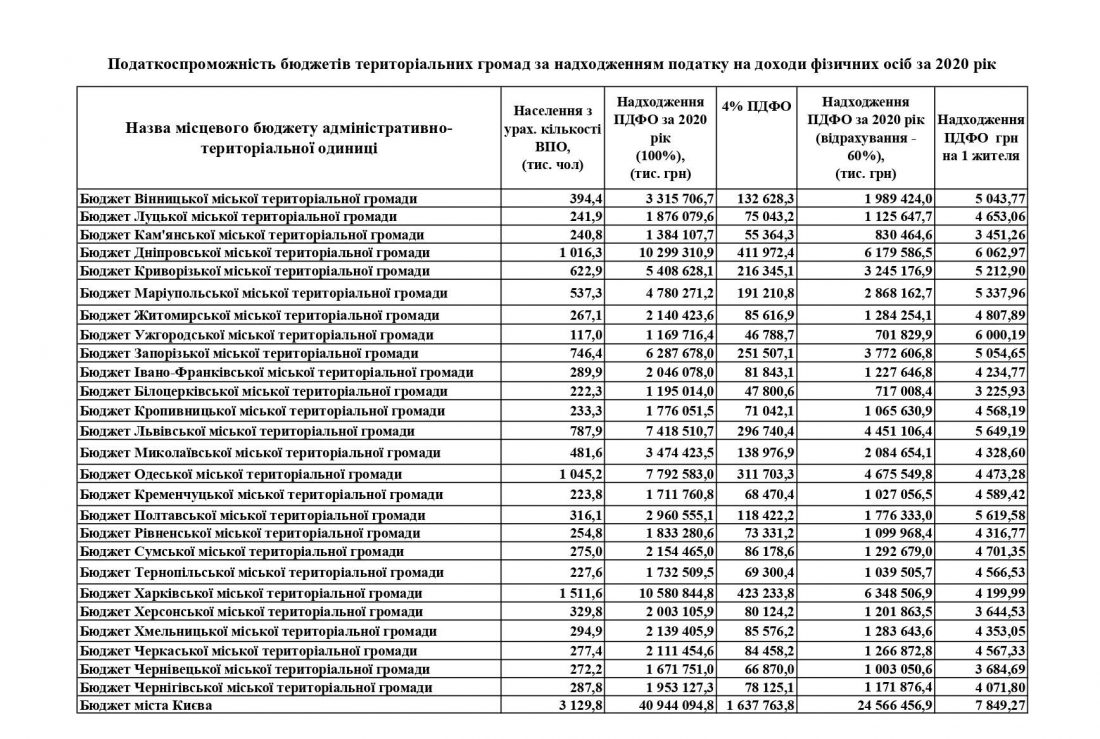 Податкоспроможність бюджетів територіальних громад за надходженням податку на доходи фізичних осіб за 2020 рік
Назва місцевого бюджету адміністративно-
територіальної одиниці
Населення з
урах. кількості
ВПО,
(тис. чол)
Надходження
ПДФО за 2020
рік
(100%),
(тис. грн)
4% ПДФО
Надходження
ПДФО за 2020 рік
(відрахування -
60%),
(тис. грн)
Надходження
ПДФО грн
на 1 жителя
Бюджет Вінницької міської територіальної громади 394,4 3 315 706,7 132 628,3 1 989 424,0 5 043,77
Бюджет Луцької міської територіальної громади 241,9 1 876 079,6 75 043,2 1 125 647,7 4 653,06
Бюджет Кам'янської міської територіальної громади 240,8 1 384 107,7 55 364,3 830 464,6 3 451,26
Бюджет Дніпровської міської територіальної громади 1 016,3 10 299 310,9 411 972,4 6 179 586,5 6 062,97
Бюджет Криворізької міської територіальної громади 622,9 5 408 628,1 216 345,1 3 245 176,9 5 212,90
Бюджет Маріупольської міської територіальної громади 537,3 4 780 271,2 191 210,8 2 868 162,7 5 337,96
Бюджет Житомирської міської територіальної громади 267,1 2 140 423,6 85 616,9 1 284 254,1 4 807,89
Бюджет Ужгородської міської територіальної громади 117,0 1 169 716,4 46 788,7 701 829,9 6 000,19
Бюджет Запорізької міської територіальної громади 746,4 6 287 678,0 251 507,1 3 772 606,8 5 054,65
Бюджет Івано-Франківської міської територіальної громади 289,9 2 046 078,0 81 843,1 1 227 646,8 4 234,77
Бюджет Білоцерківської міської територіальної громади 222,3 1 195 014,0 47 800,6 717 008,4 3 225,93
Бюджет Кропивницької міської територіальної громади 233,3 1 776 051,5 71 042,1 1 065 630,9 4 568,19
Бюджет Львівської міської територіальної громади 787,9 7 418 510,7 296 740,4 4 451 106,4 5 649,19
Бюджет Миколаївської міської територіальної громади 481,6 3 474 423,5 138 976,9 2 084 654,1 4 328,60
Бюджет Одеської міської територіальної громади 1 045,2 7 792 583,0 311 703,3 4 675 549,8 4 473,28
Бюджет Кременчуцької міської територіальної громади 223,8 1 711 760,8 68 470,4 1 027 056,5 4 589,42
Бюджет Полтавської міської територіальної громади 316,1 2 960 555,1 118 422,2 1 776 333,0 5 619,58
Бюджет Рівненської міської територіальної громади 254,8 1 833 280,6 73 331,2 1 099 968,4 4 316,77
Бюджет Сумської міської територіальної громади 275,0 2 154 465,0 86 178,6 1 292 679,0 4 701,35
Бюджет Тернопільської міської територіальної громади 227,6 1 732 509,5 69 300,4 1 039 505,7 4 566,53
Бюджет Харківської міської територіальної громади 1 511,6 10 580 844,8 423 233,8 6 348 506,9 4 199,99
Бюджет Херсонської міської територіальної громади 329,8 2 003 105,9 80 124,2 1 201 863,5 3 644,53
Бюджет Хмельницької міської територіальної громади 294,9 2 139 405,9 85 576,2 1 283 643,6 4 353,05
Бюджет Черкаської міської територіальної громади 277,4 2 111 454,6 84 458,2 1 266 872,8 4 567,33
Бюджет Чернівецької міської територіальної громади 272,2 1 671 751,0 66 870,0 1 003 050,6 3 684,69
Бюджет Чернігівської міської територіальної громади 287,8 1 953 127,3 78 125,1 1 171 876,4 4 071,80
Бюджет міста Києва 3 129,8 40 944 094,8 1 637 763,8 24 566 456,9 7 849,27